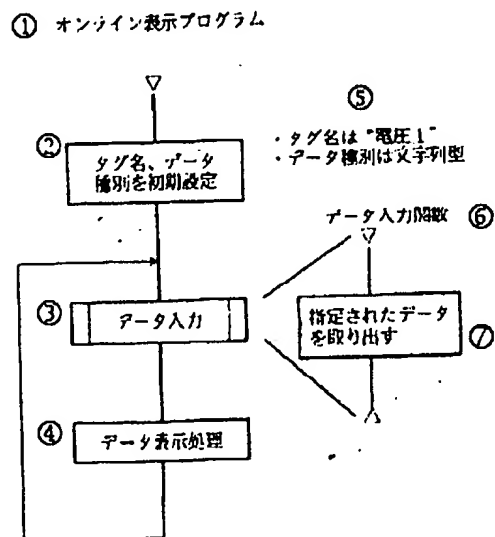 ① オンライン表示プログラム
⑤
・タグ名は "電圧1"
・データ種別は文字列型
②
タグ名、データ
種別を初期設定
データ入力関数 ⑥
③
データ入力
指定されたデータ
を取り出す
⑦
④
データ表示処理